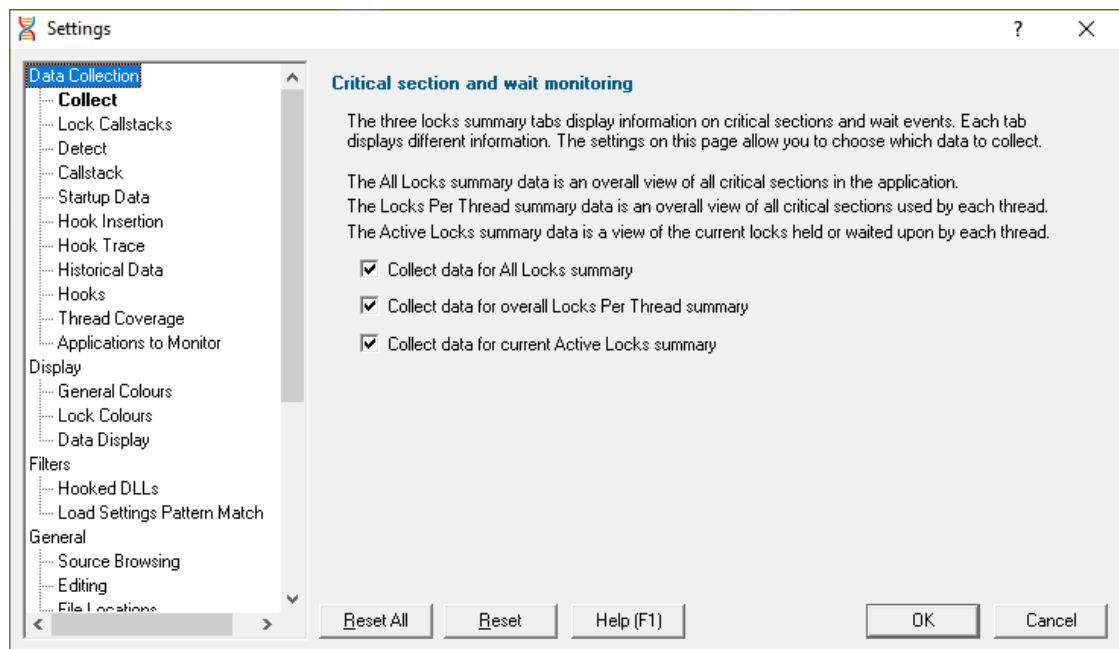 Settings
?
Data Collection
Collect
Lock Callstacks
Detect
Callstack
Startup Data
Hook Insertion
Hook Trace
Historical Data
Hooks
Thread Coverage
Applications to Monitor
Display
General Colours
Lock Colours
Data Display
Filters
Hooked DLLs
Load Settings Pattern Match
General
Source Browsing
Editing
File Locations
Critical section and wait monitoring
The three locks summary tabs display information on critical sections and wait events. Each tab
displays different information. The settings on this page allow you to choose which data to collect.
The All Locks summary data is an overall view of all critical sections in the application.
The Locks Per Thread summary data is an overall view of all critical sections used by each thread.
The Active Locks summary data is a view of the current locks held or waited upon by each thread.
Collect data for All Locks summary
Collect data for overall Locks Per Thread summary
Collect data for current Active Locks summary
Reset All
Reset
Help (F1)
OK
Cancel